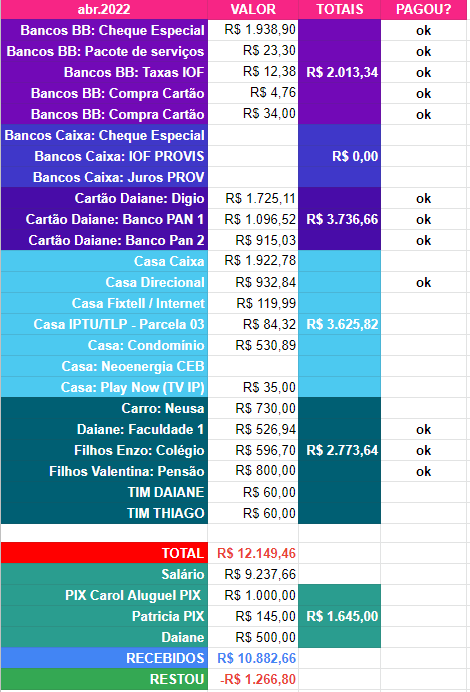 abr.2022 VALOR TOTAIS PAGOU?
Bancos BB: Cheque Especial R$ 1.938,90 ok
Bancos BB: Pacote de serviços R$ 23,30 ok
Bancos BB: Taxas IOF R$ 12,38 R$ 2.013,34 ok
Bancos BB: Compra Cartão R$ 4,76 ok
Bancos BB: Compra Cartão R$ 34,00 ok
Bancos Caixa: Cheque Especial
Bancos Caixa: IOF PROVIS R$ 0,00
Bancos Caixa: Juros PROV
Cartão Daiane: Digio R$ 1.725,11 ok
Cartão Daiane: Banco PAN 1 R$ 1.096,52 R$ 3.736,66 ok
Cartão Daiane: Banco Pan 2 R$ 915,03 ok
Casa Caixa R$ 1.922,78
Casa Direcional R$ 932,84 ok
Casa Fixtell / Internet R$ 119,99
Casa IPTU/TLP - Parcela 03 R$ 84,32 R$ 3.625,82
Casa: Condomínio R$ 530,89
Casa: Neoenergia CEB
Casa: Play Now (TV IP) R$ 35,00
Carro: Neusa R$ 730,00
Daiane: Faculdade 1 R$ 526,94 ok
Filhos Enzo: Colégio R$ 596,70 R$ 2.773,64 ok
Filhos Valentina: Pensão R$ 800,00 ok
TIM DAIANE R$ 60,00
TIM THIAGO R$ 60,00
TOTAL R$ 12.149,46
Salário R$ 9.237,66
PIX Carol Aluguel PIX R$ 1.000,00
Patricia PIX R$ 145,00 R$ 1.645,00
Daiane R$ 500,00
RECEBIDOS R$ 10.882,66
RESTOU -R$ 1.266,80